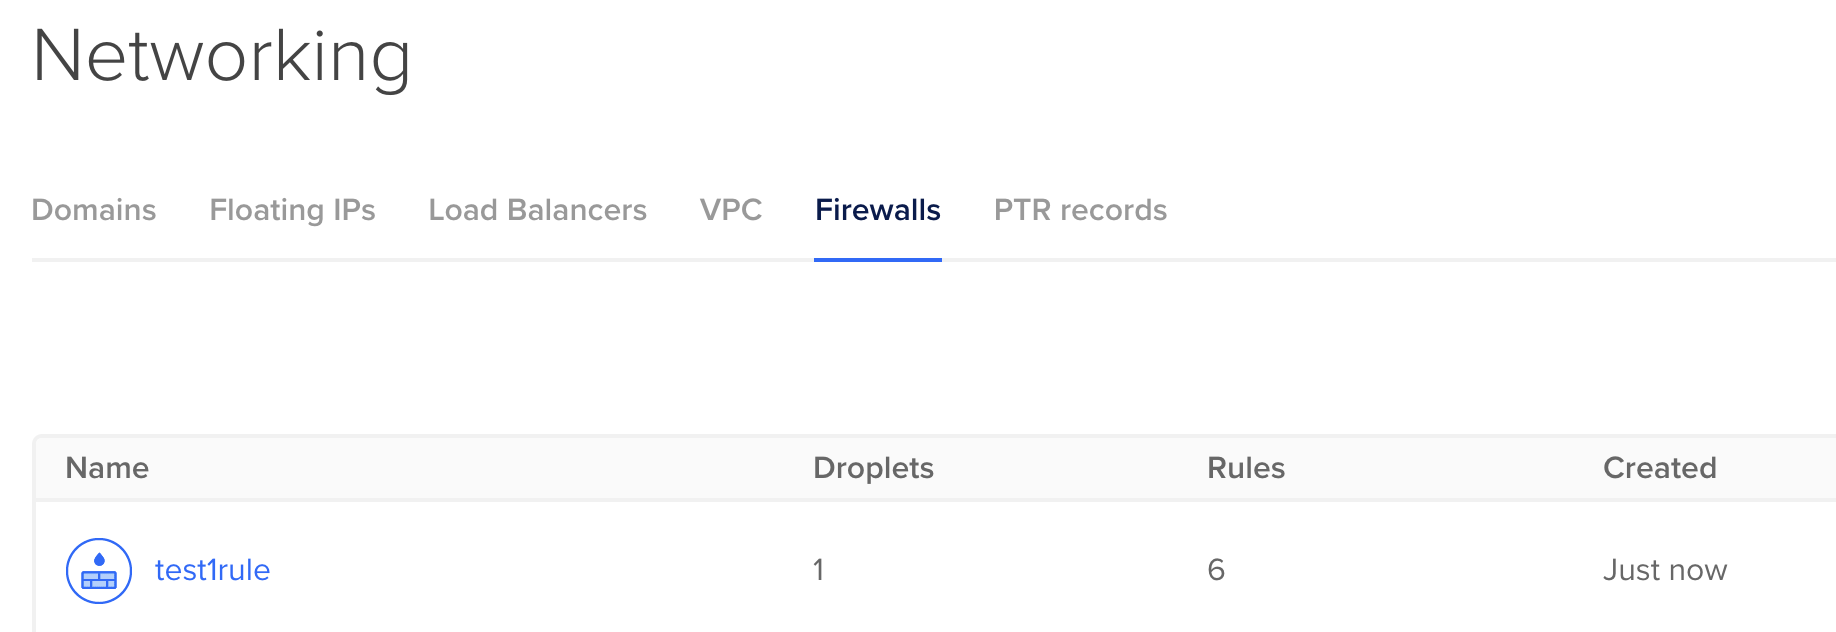 Networking
Domains Floating IPs Load Balancers VPC Firewalls PTR records
Name Droplets Rules Created
test1rule 1 6 Just now